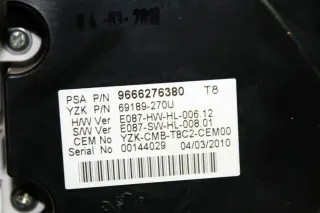 PSA P/N 9666276380 T8
YZK P/N 69189-270U
H/W Ver E087-HW-HL-006.12
S/W Ver E087-SW-HL-008.01
CEM No YZK-CMB-T8C2-CEM00
Serial No 00144029 04/03/2010